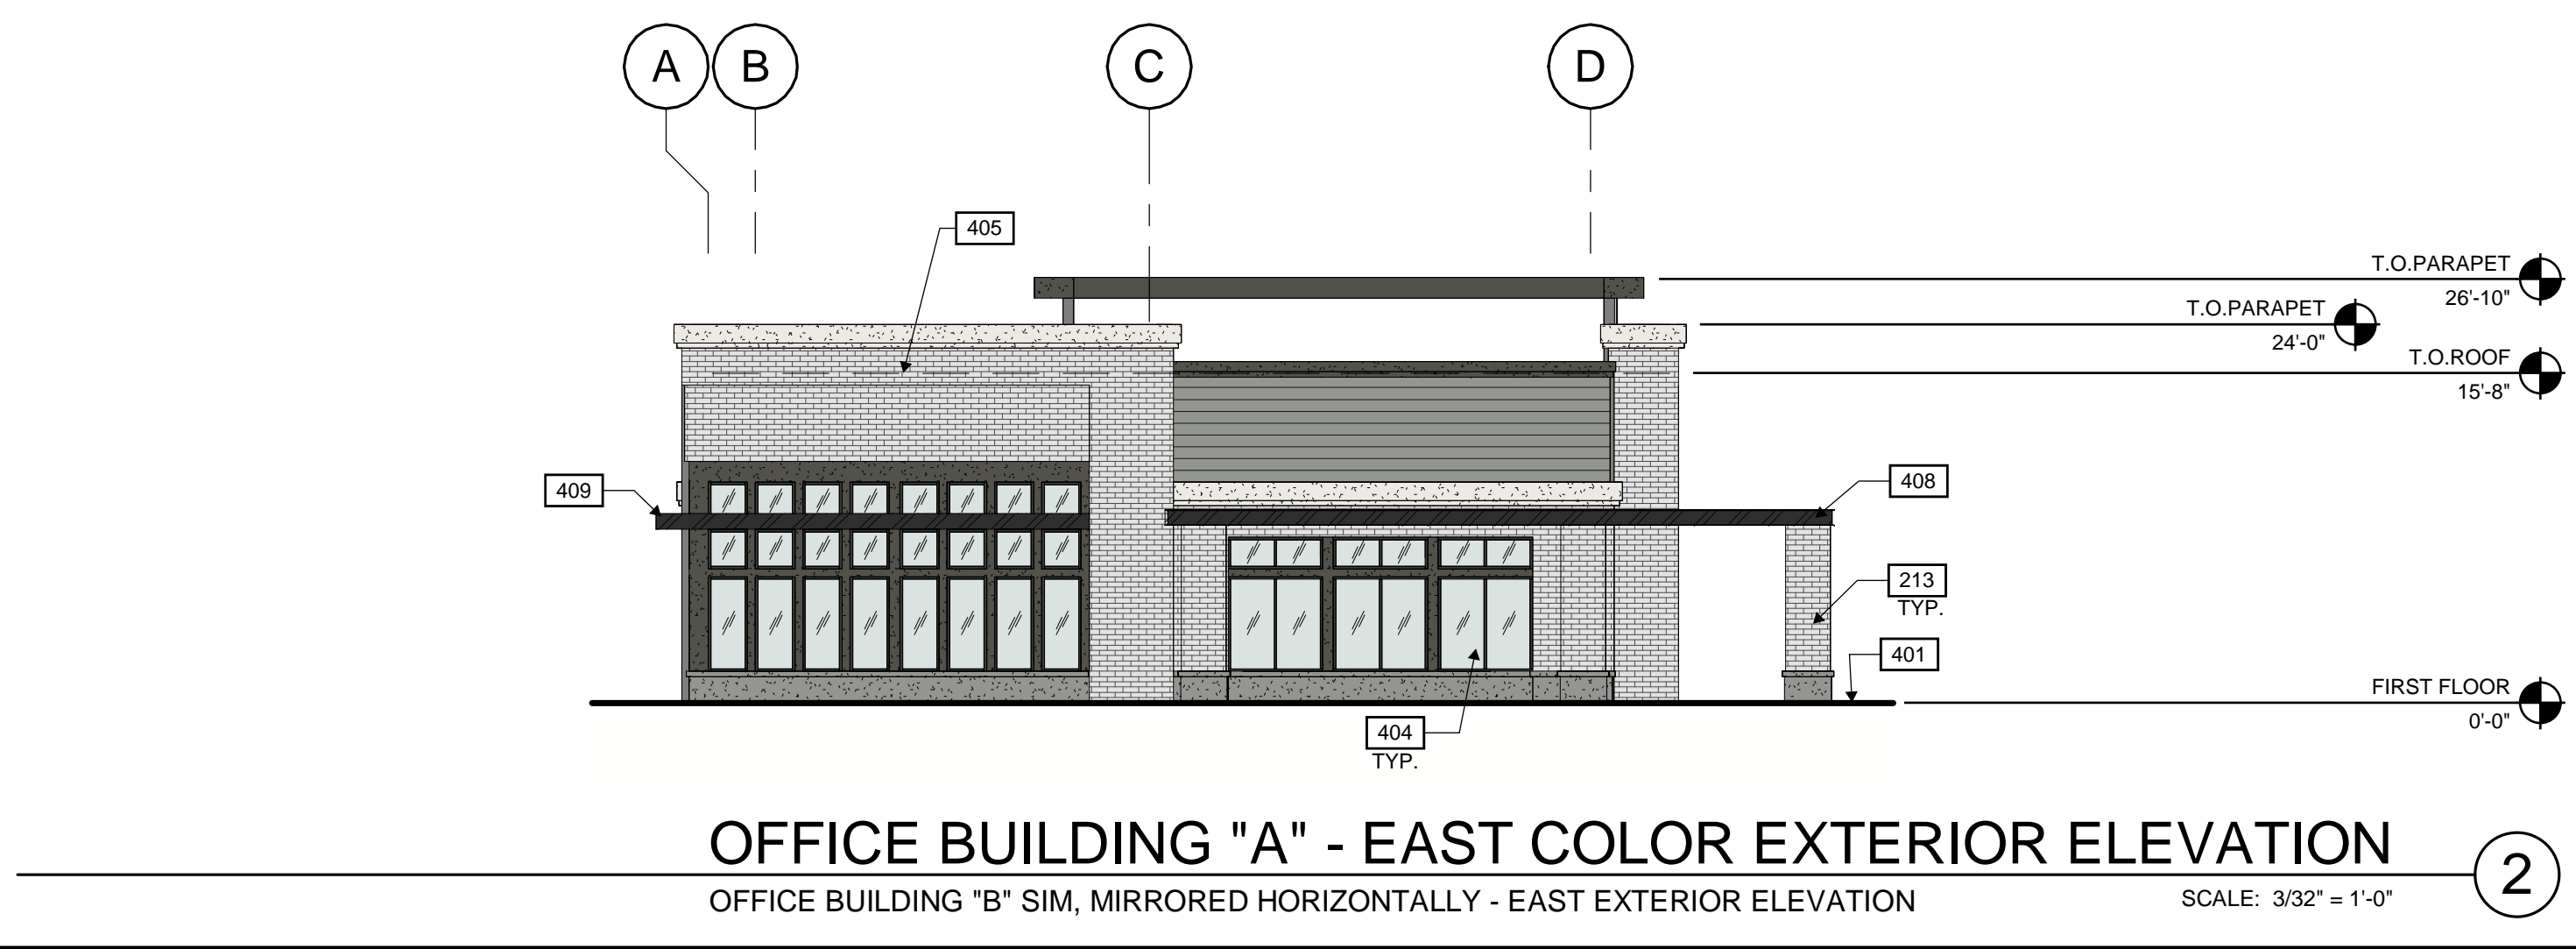 A B C D
405
T.O.PARAPET
26'-10"
T.O.PARAPET
24'-0"
T.O.ROOF
15'-8"
409
408
213
TYP.
401
FIRST FLOOR
0'-0"
404
TYP.
OFFICE BUILDING "A" - EAST COLOR EXTERIOR ELEVATION
2
OFFICE BUILDING "B" SIM, MIRRORED HORIZONTALLY - EAST EXTERIOR ELEVATION
SCALE: 3/32" = 1'-0"